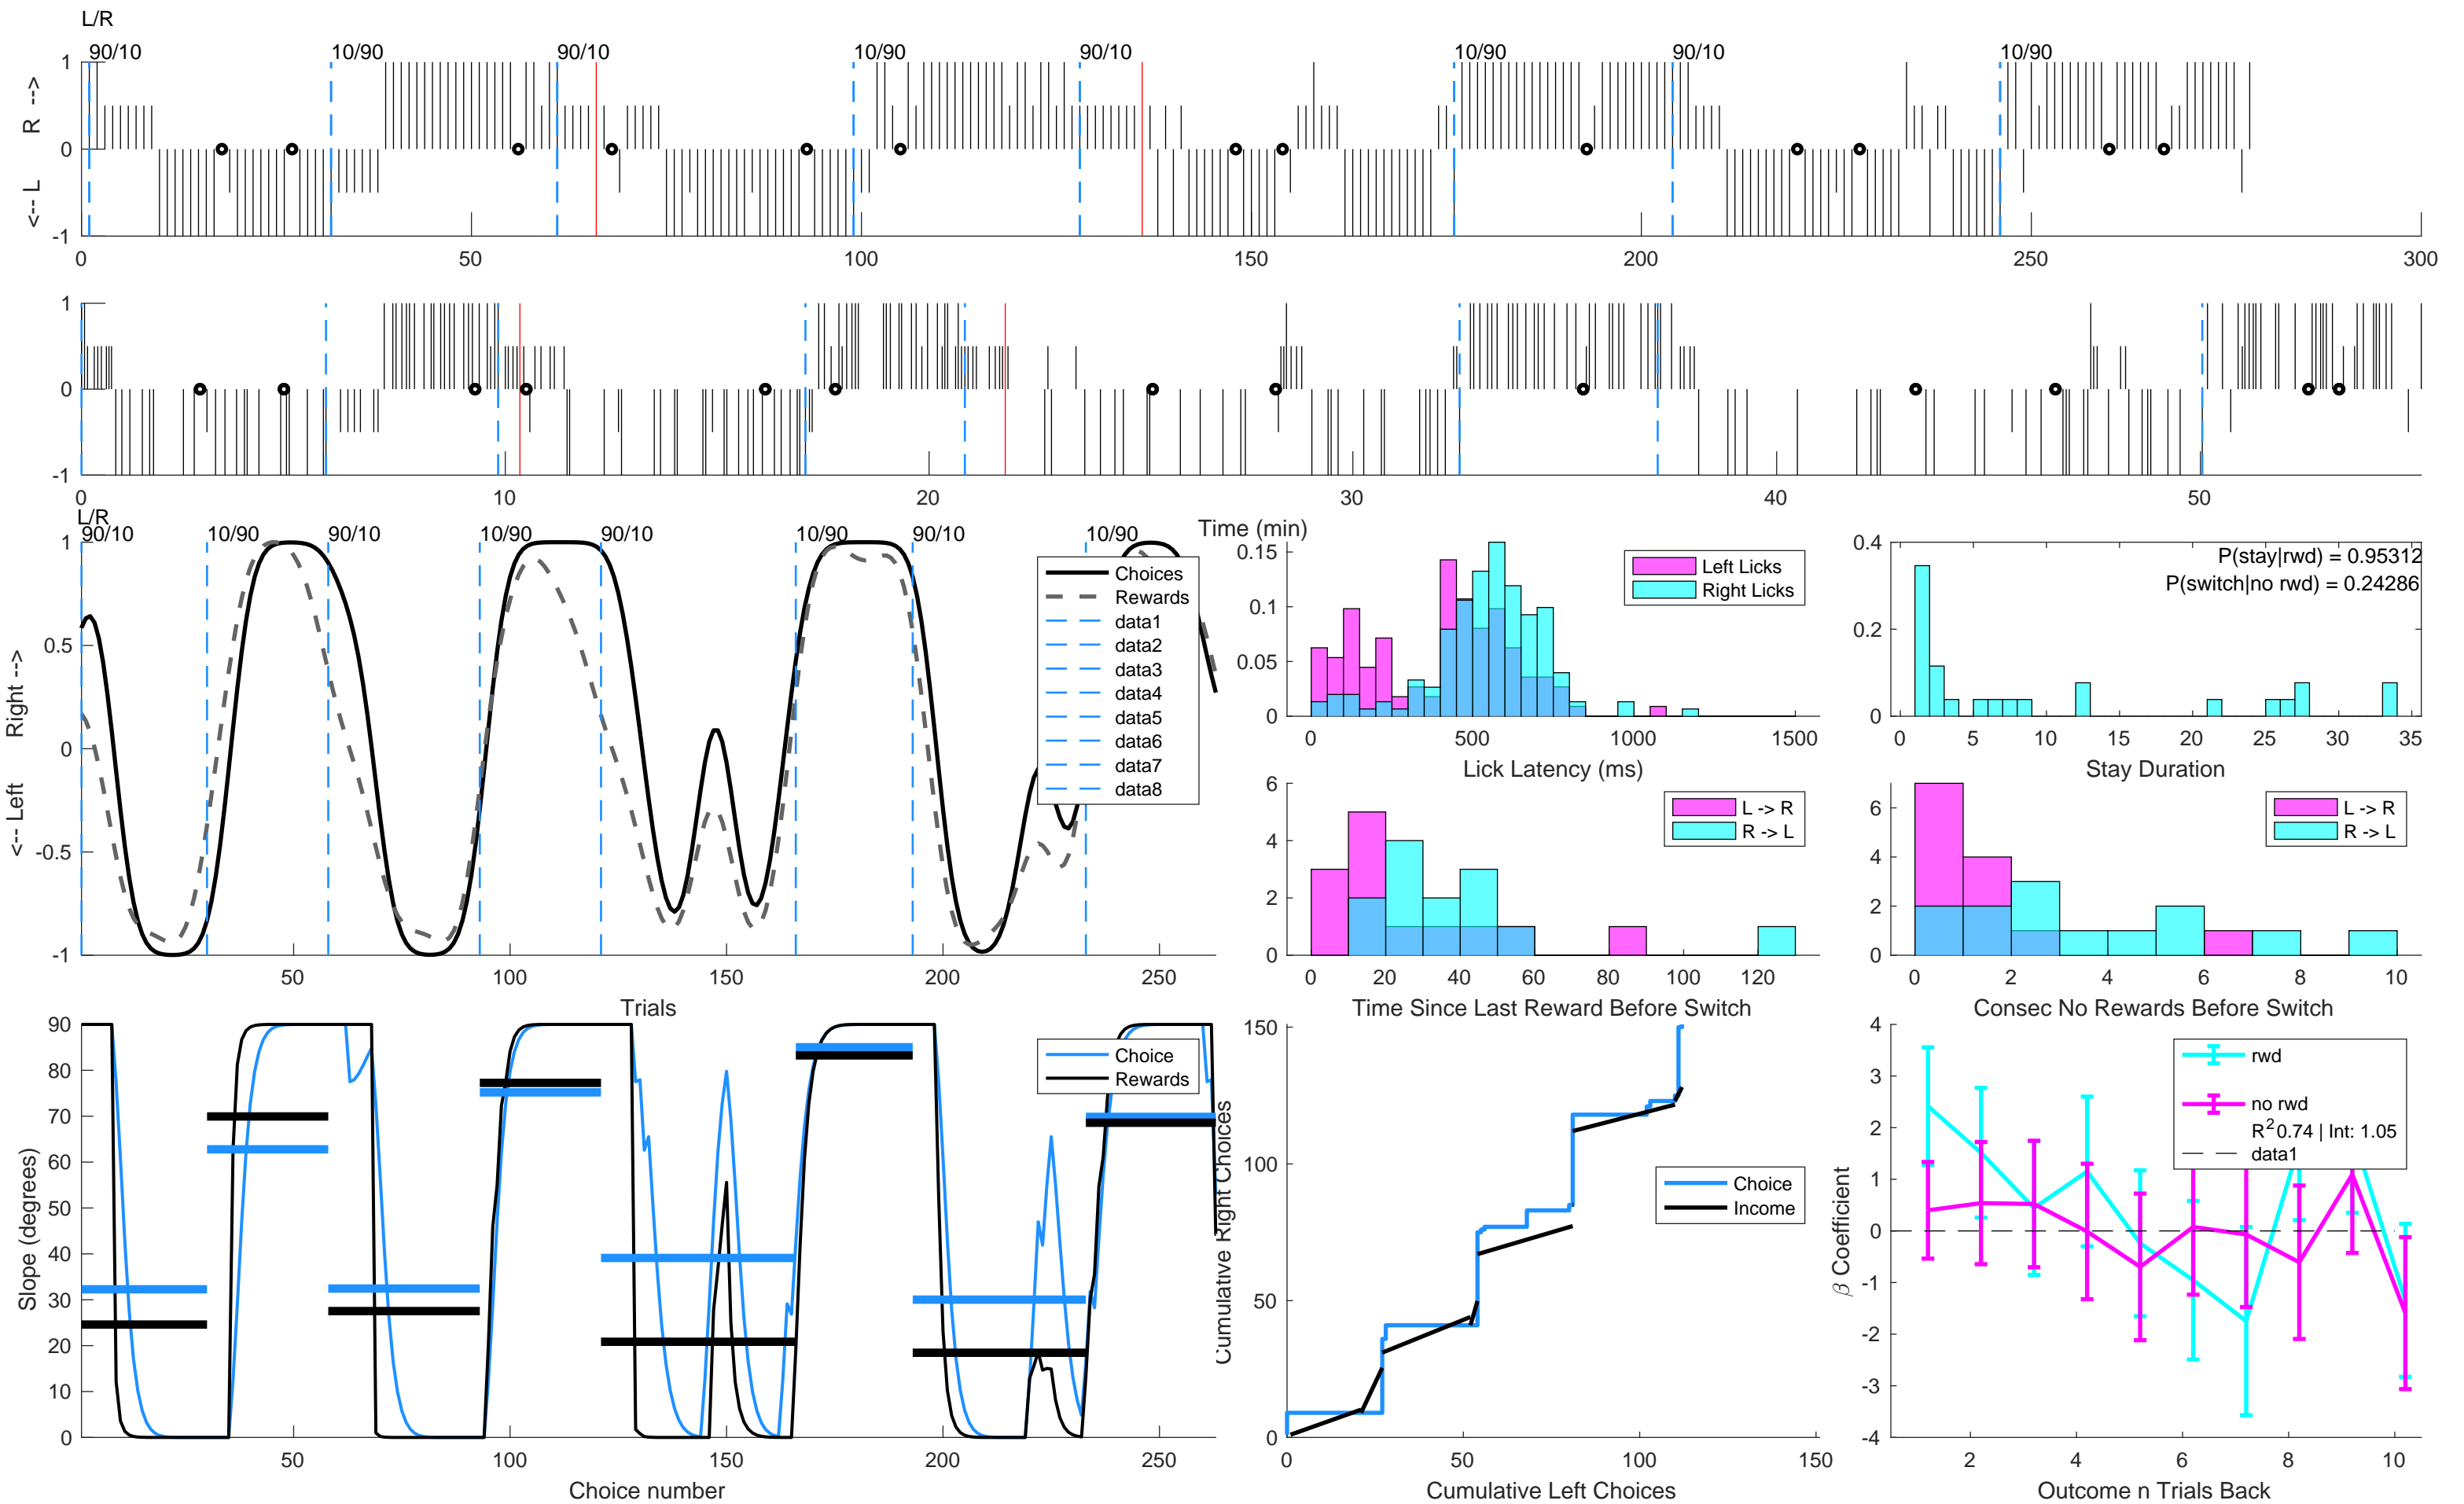 L/R
90/10 10/90 90/10 10/90 90/10 10/90 90/10 10/90
1
0
-1
<-- L R -->
0 50 100 150 200 250 300
1
0
-1
0 10 20 30 40 50
Time (min)
L/R
90/10 10/90 90/10 10/90 90/10 10/90 90/10 10/90
1
0.5
0
-0.5
-1
<-- Left Right -->
50 100 150 200 250
Trials
Choices
Rewards
data1
data2
data3
data4
data5
data6
data7
data8
0.15
0.1
0.05
0
0 500 1000 1500
Lick Latency (ms)
Left Licks
Right Licks
0.4
0.2
0
0 5 10 15 20 25 30 35
Stay Duration
P(stay|rwd) = 0.95312
P(switch|no rwd) = 0.24286
6
4
2
0
0 20 40 60 80 100 120
Time Since Last Reward Before Switch
L -> R
R -> L
6
4
2
0
0 2 4 6 8 10
Consec No Rewards Before Switch
L -> R
R -> L
90
80
70
60
50
40
30
20
10
0
Slope (degrees)
50 100 150 200 250
Choice number
Choice
Rewards
150
100
50
0
Cumulative Right Choices
0 50 100 150
Cumulative Left Choices
Choice
Income
4
3
2
1
0
-1
-2
-3
-4
β Coefficient
2 4 6 8 10
Outcome n Trials Back
rwd
no rwd
R²0.74 | Int: 1.05
data1